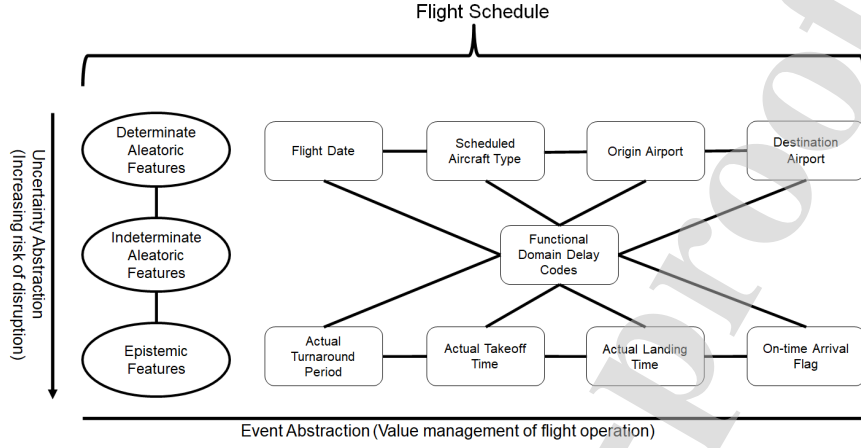 Flight Schedule
Uncertainty Abstraction
(Increasing risk of disruption)
Determinate
Aleatoric
Features
Flight Date
Scheduled
Aircraft Type
Origin Airport
Destination
Airport
Indeterminate
Aleatoric
Features
Functional
Domain Delay
Codes
Epistemic
Features
Actual
Turnaround
Period
Actual Takeoff
Time
Actual Landing
Time
On-time Arrival
Flag
Event Abstraction (Value management of flight operation)
-proof